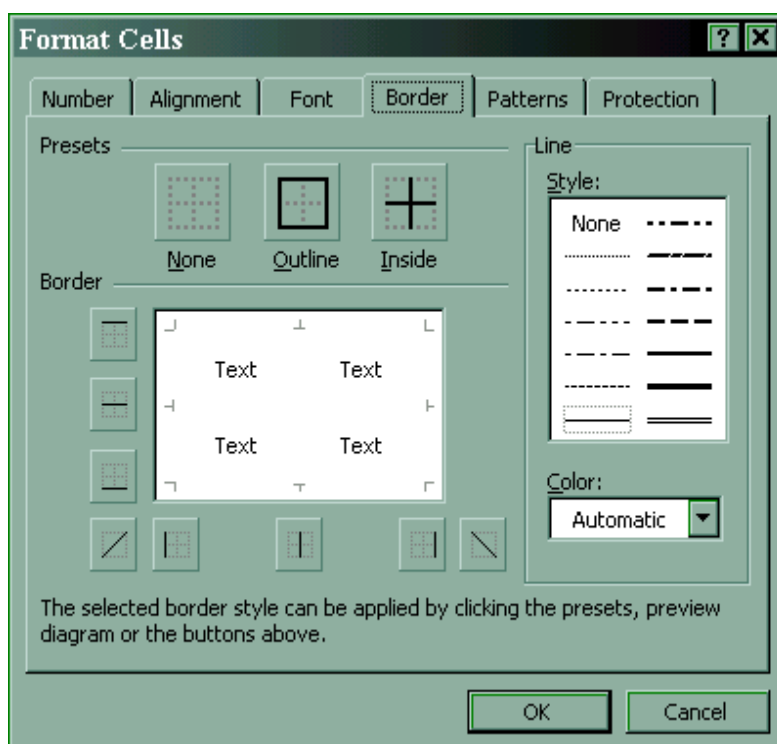 Format Cells
Number Alignment Font Border Patterns Protection
Presets
None Outline Inside
Border
Text Text
Text Text
Line
Style:
None
Color:
Automatic
The selected border style can be applied by clicking the presets, preview
diagram or the buttons above.
OK Cancel